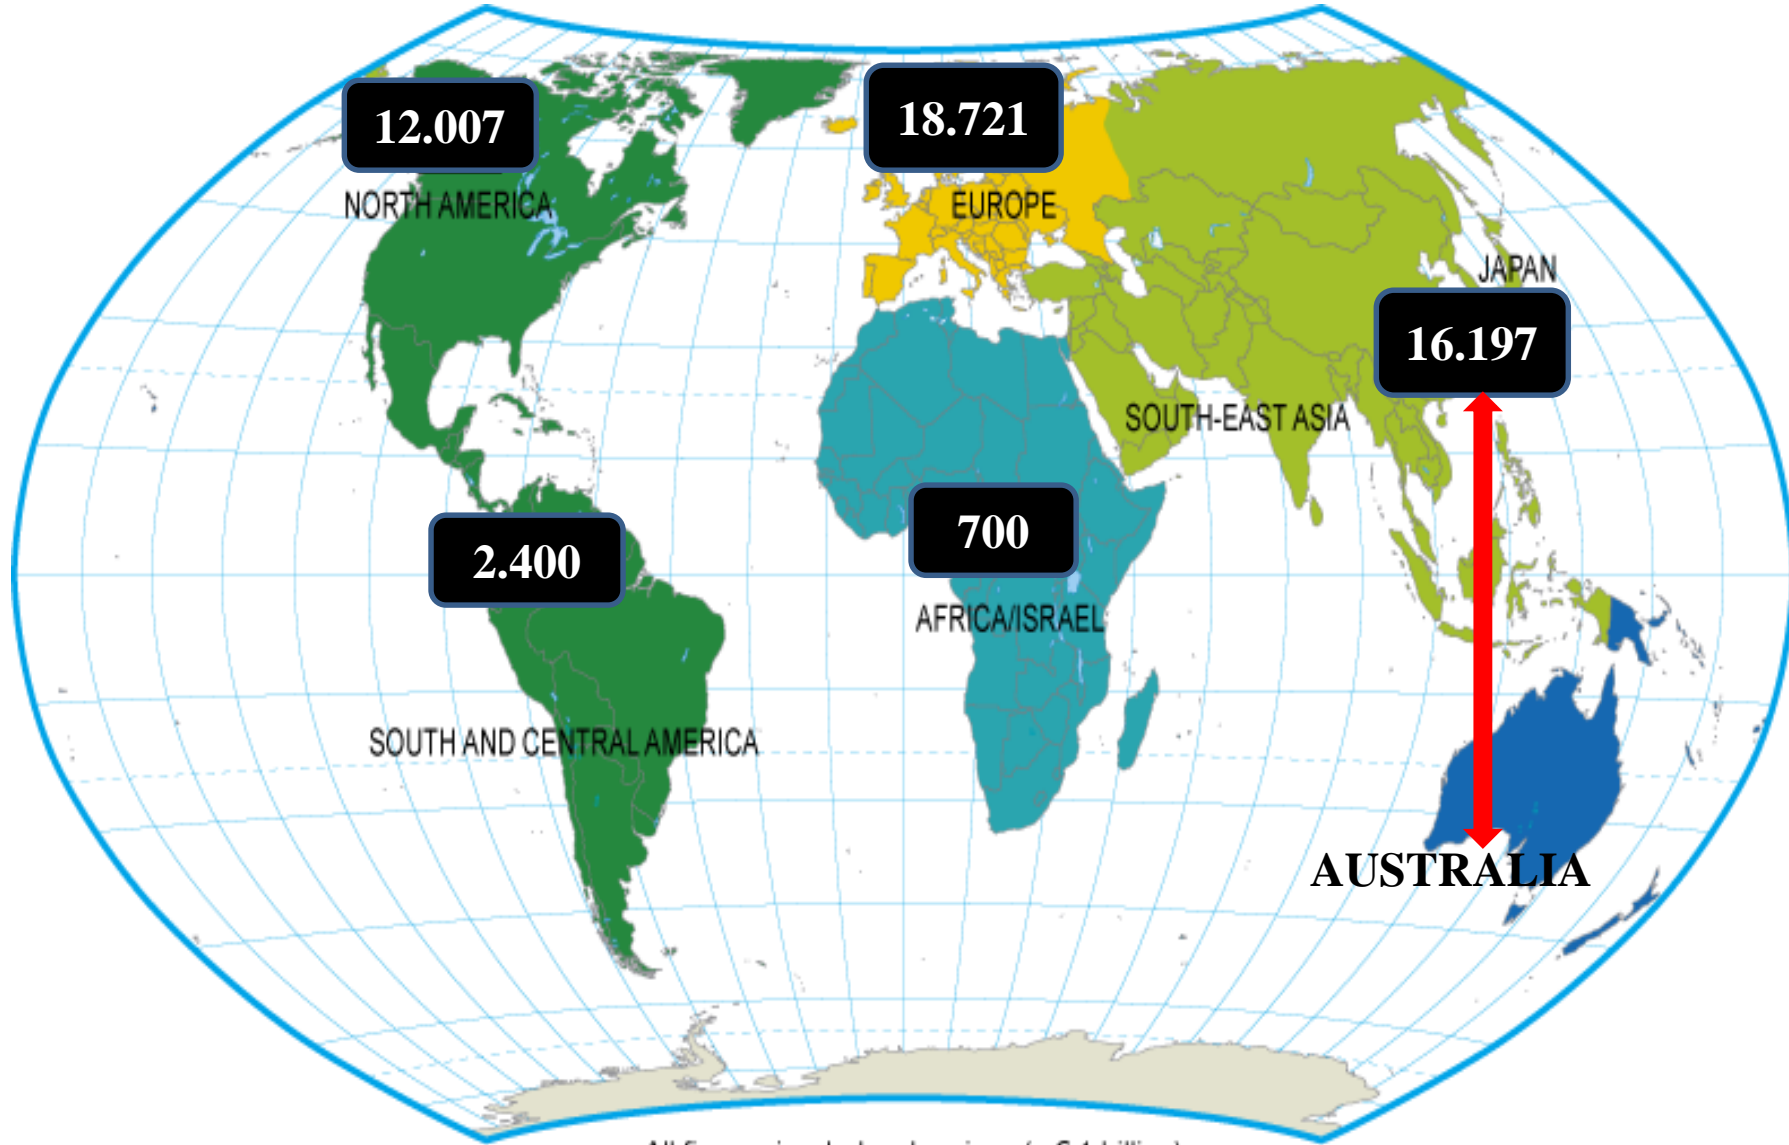 12.007
18.721
NORTH AMERICA
EUROPE
JAPAN
16.197
SOUTH-EAST ASIA
700
2.400
AFRICA/ISRAEL
SOUTH AND CENTRAL AMERICA
AUSTRALIA